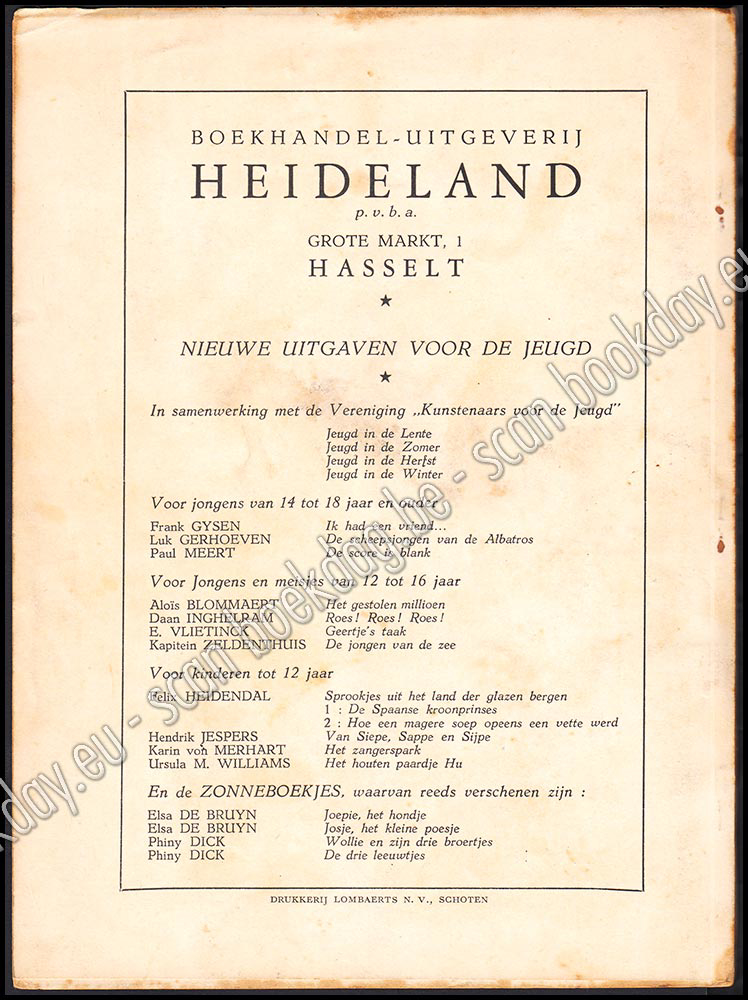 BOEKHANDEL-UITGEVERIJ
HEIDELAND
p. v. b. a.
GROTE MARKT, 1
HASSELT
★
NIEUWE UITGAVEN VOOR DE JEUGD
★
In samenwerking met de Vereniging „Kunstenaars voor de Jeugd”
Jeugd in de Lente
Jeugd in de Zomer
Jeugd in de Herfst
Jeugd in de Winter
Voor jongens van 14 tot 18 jaar en ouder
Frank GYSEN Ik had een vriend...
Luk GERHOEVEN De scheepsjongen van de Albatros
Paul MEERT De score is blank
Voor Jongens en meisjes van 12 tot 16 jaar
Aloïs BLOMMAERT Het gestolen millioen
Daan INGHELRAM Roes! Roes! Roes!
E. VLIETINCK Geertje's taak
Kapitein ZELDENTHUIS De jongen van de zee
Voor kinderen tot 12 jaar
Felix HEIDENDAL Sprookjes uit het land der glazen bergen
1 : De Spaanse kroonprinses
2 : Hoe een magere soep opeens een vette werd
Hendrik JESPERS Van Siepe, Sappe en Sijpe
Karin von MERHART Het zangerspark
Ursula M. WILLIAMS Het houten paardje Hu
En de ZONNEBOEKJES, waarvan reeds verschenen zijn :
Elsa DE BRUYN Joepie, het hondje
Elsa DE BRUYN Josje, het kleine poesje
Phiny DICK Wollie en zijn drie broertjes
Phiny DICK De drie leeuwtjes
DRUKKERIJ LOMBAERTS N. V., SCHOTEN
kday.eu - scan bookday.be - scan bookday.eu